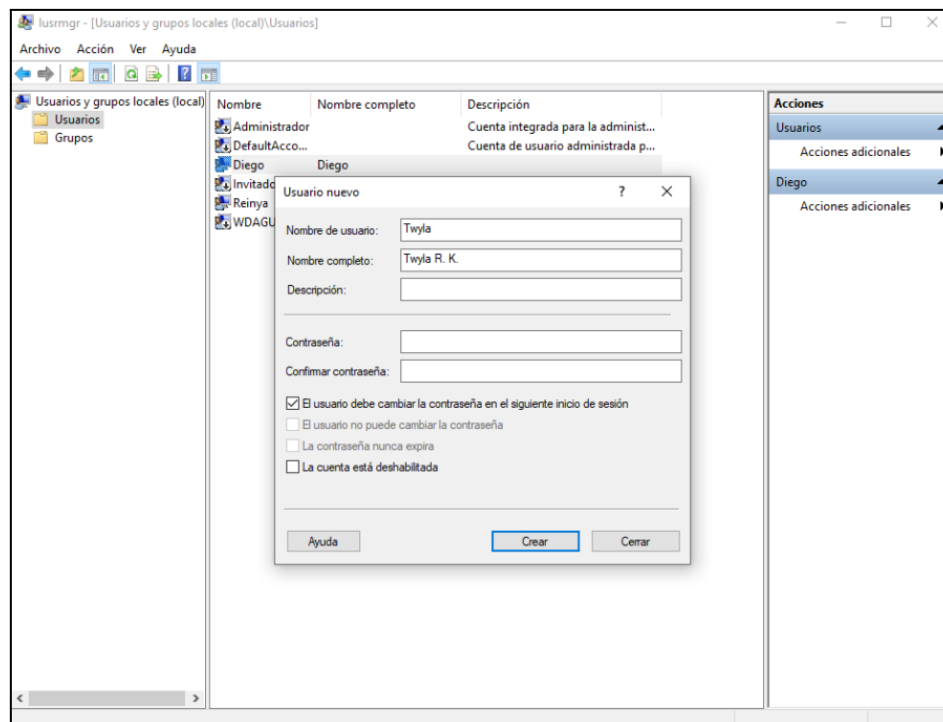 lusrmgr - [Usuarios y grupos locales (local)\Usuarios]
Archivo Acción Ver Ayuda
Usuarios y grupos locales (local)
Usuarios
Grupos
Nombre Nombre completo Descripción
Administrador Cuenta integrada para la administ...
DefaultAcco... Cuenta de usuario administrada p...
Diego Diego
Invitado
Reinya
WDAGU
Usuario nuevo
Nombre de usuario: Twyla
Nombre completo: Twyla R. K.
Descripción:
Contraseña:
Confirmar contraseña:
El usuario debe cambiar la contraseña en el siguiente inicio de sesión
El usuario no puede cambiar la contraseña
La contraseña nunca expira
La cuenta está deshabilitada
Ayuda Crear Cerrar
Acciones
Usuarios
Acciones adicionales
Diego
Acciones adicionales